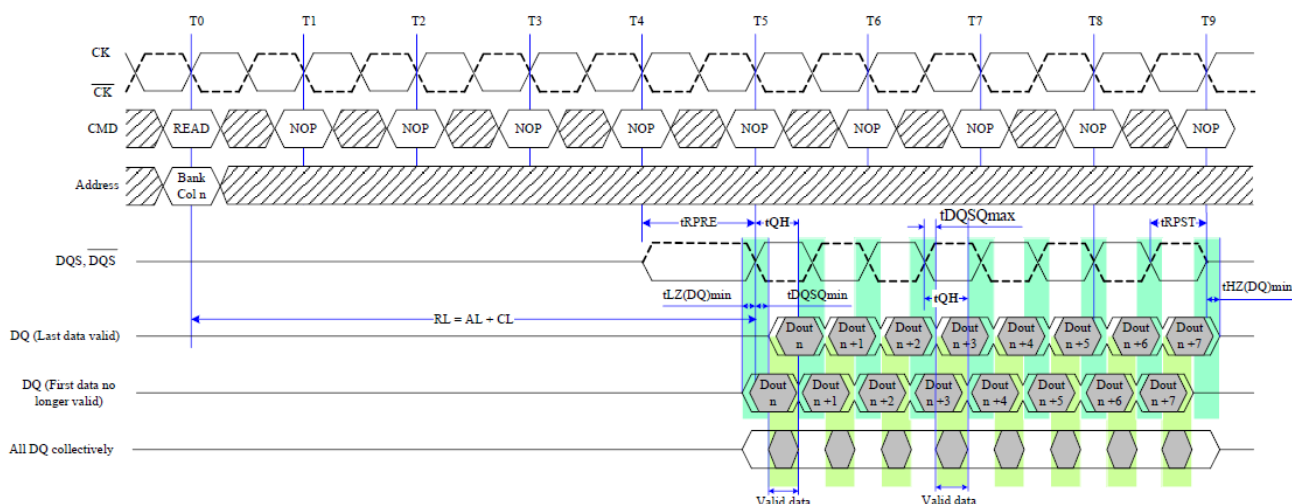 T0 T1 T2 T3 T4 T5 T6 T7 T8 T9
CK
CK
CMD READ NOP NOP NOP NOP NOP NOP NOP NOP NOP
Address Bank
Col n
tDQSQmax
tRPRE tQH tRPST
DQS, DQS
tLZ(DQ)min tDQSQmin tQH tHZ(DQ)min
RL = AL + CL
DQ (Last data valid) Dout Dout Dout Dout Dout Dout Dout Dout
n n +1 n +2 n +3 n +4 n +5 n +6 n +7
DQ (First data no Dout Dout Dout Dout Dout Dout Dout Dout
longer valid) n n +1 n +2 n +3 n +4 n +5 n +6 n +7
All DQ collectively
Valid data Valid data